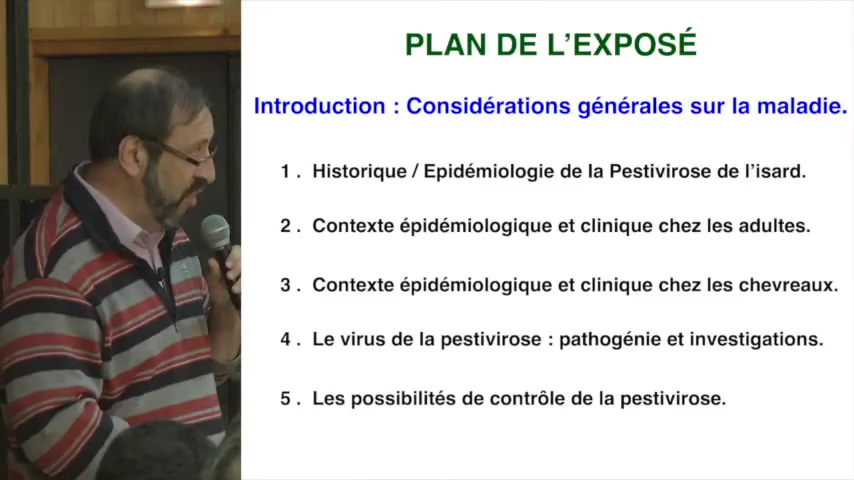 PLAN DE L’EXPOSÉ
Introduction : Considérations générales sur la maladie.
1 . Historique / Epidémiologie de la Pestivirose de l’isard.
2 . Contexte épidémiologique et clinique chez les adultes.
3 . Contexte épidémiologique et clinique chez les chevreaux.
4 . Le virus de la pestivirose : pathogénie et investigations.
5 . Les possibilités de contrôle de la pestivirose.